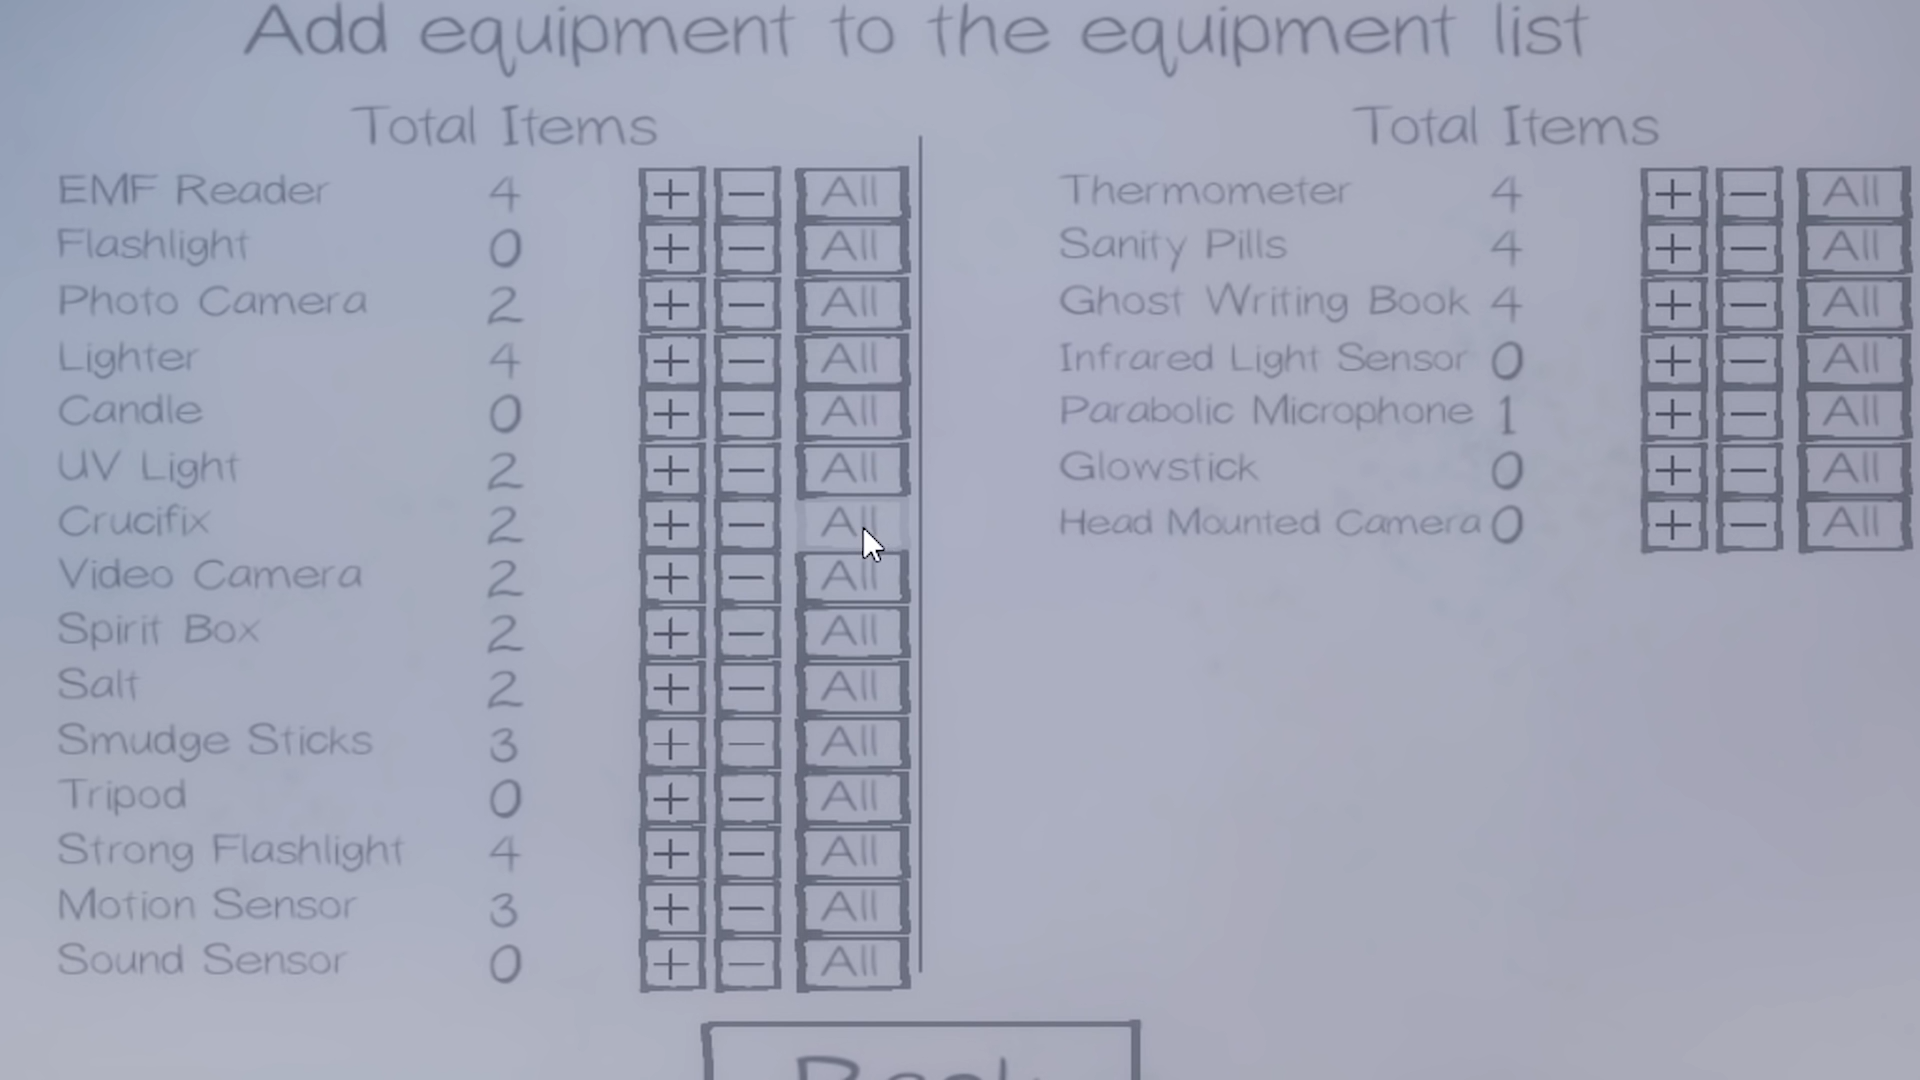 Add equipment to the equipment list
Total Items
EMF Reader 4 + - All
Flashlight 0 + - All
Photo Camera 2 + - All
Lighter 4 + - All
Candle 0 + - All
UV Light 2 + - All
Crucifix 2 + - All
Video Camera 2 + - All
Spirit Box 2 + - All
Salt 2 + - All
Smudge Sticks 3 + - All
Tripod 0 + - All
Strong Flashlight 4 + - All
Motion Sensor 3 + - All
Sound Sensor 0 + - All
Total Items
Thermometer 4 + - All
Sanity Pills 4 + - All
Ghost Writing Book 4 + - All
Infrared Light Sensor 0 + - All
Parabolic Microphone 1 + - All
Glowstick 0 + - All
Head Mounted Camera 0 + - All
Back